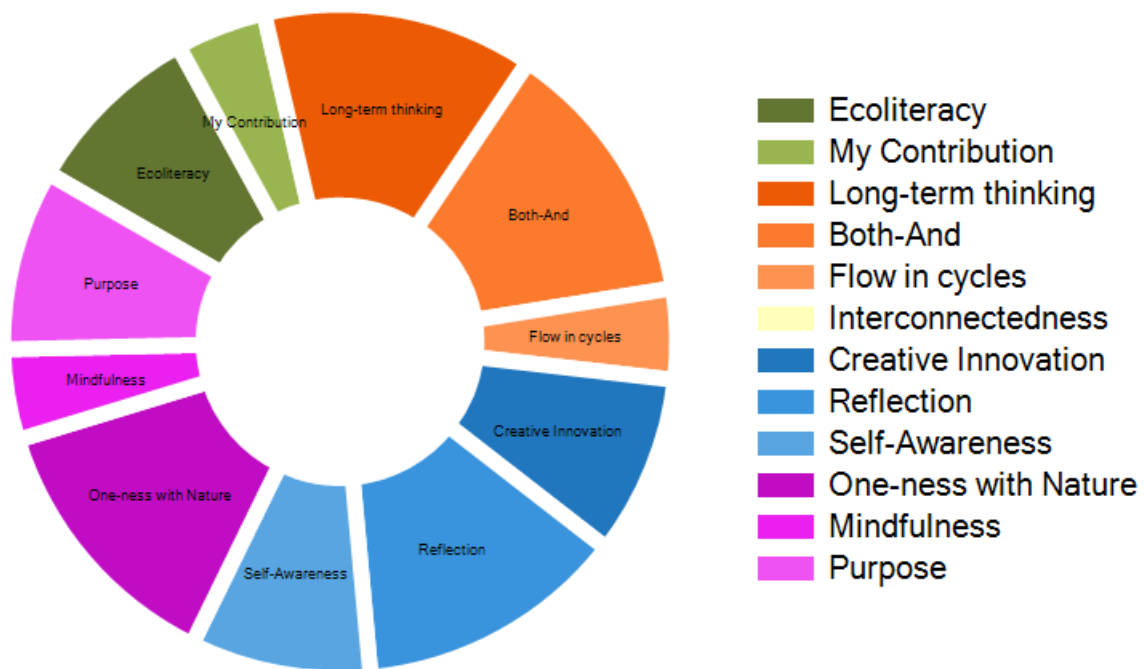 My Contribution
Long-term thinking
Ecoliteracy
Both-And
Purpose
Flow in cycles
Mindfulness
Creative Innovation
One-ness with Nature
Reflection
Self-Awareness
Ecoliteracy
My Contribution
Long-term thinking
Both-And
Flow in cycles
Interconnectedness
Creative Innovation
Reflection
Self-Awareness
One-ness with Nature
Mindfulness
Purpose